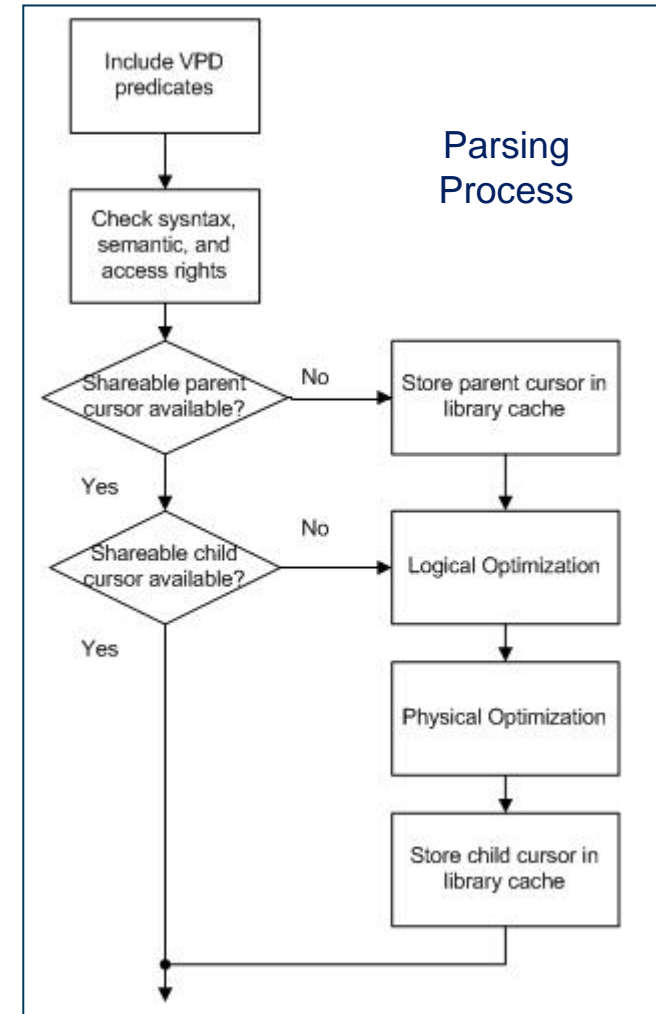 Include VPD
predicates
Parsing
Process
Check sysntax,
semantic, and
access rights
Shareable parent
cursor available?
No
Store parent cursor in
library cache
Yes
Shareable child
cursor available?
No
Logical Optimization
Yes
Physical Optimization
Store child cursor in
library cache